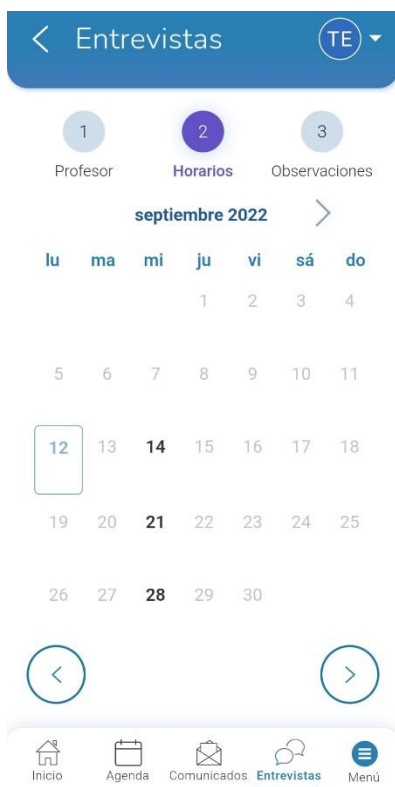 Entrevistas TE
1 2 3
Profesor Horarios Observaciones
septiembre 2022
lu ma mi ju vi sá do
1 2 3 4
5 6 7 8 9 10 11
12 13 14 15 16 17 18
19 20 21 22 23 24 25
26 27 28 29 30
Inicio Agenda Comunicados Entrevistas Menú